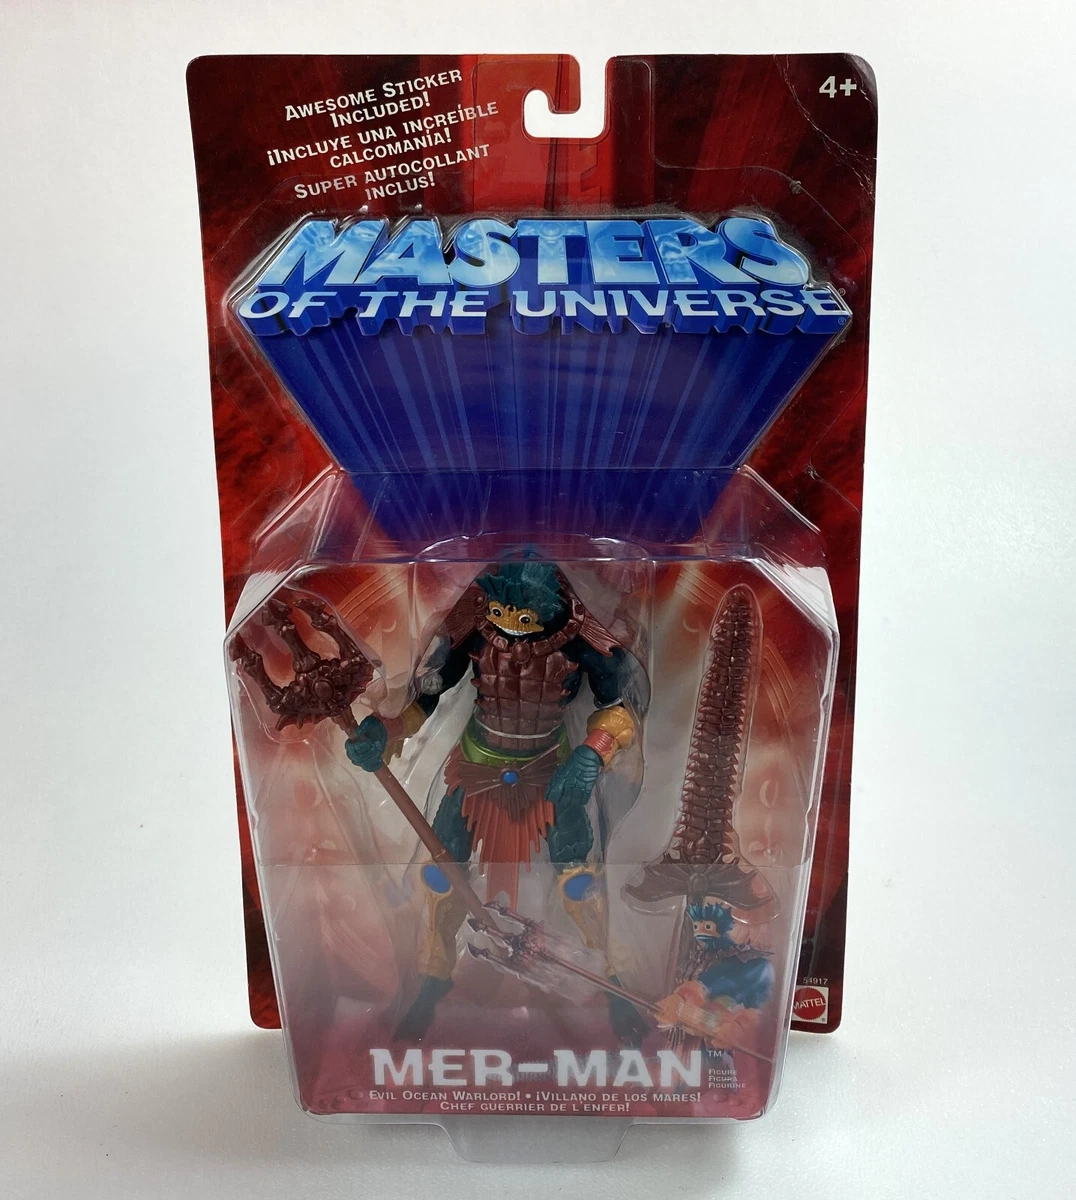 AWESOME STICKER
INCLUDED!
¡INCLUYE UNA INCREÍBLE
CALCOMANÍA!
SUPER AUTOCOLLANT
INCLUS!
4+
MASTERS
OF THE UNIVERSE®
54917
MATTEL
MER-MAN™
FIGURE
FIGURA
FIGURINE
EVIL OCEAN WARLORD! • ¡VILLANO DE LOS MARES!
CHEF GUERRIER DE L'ENFER!